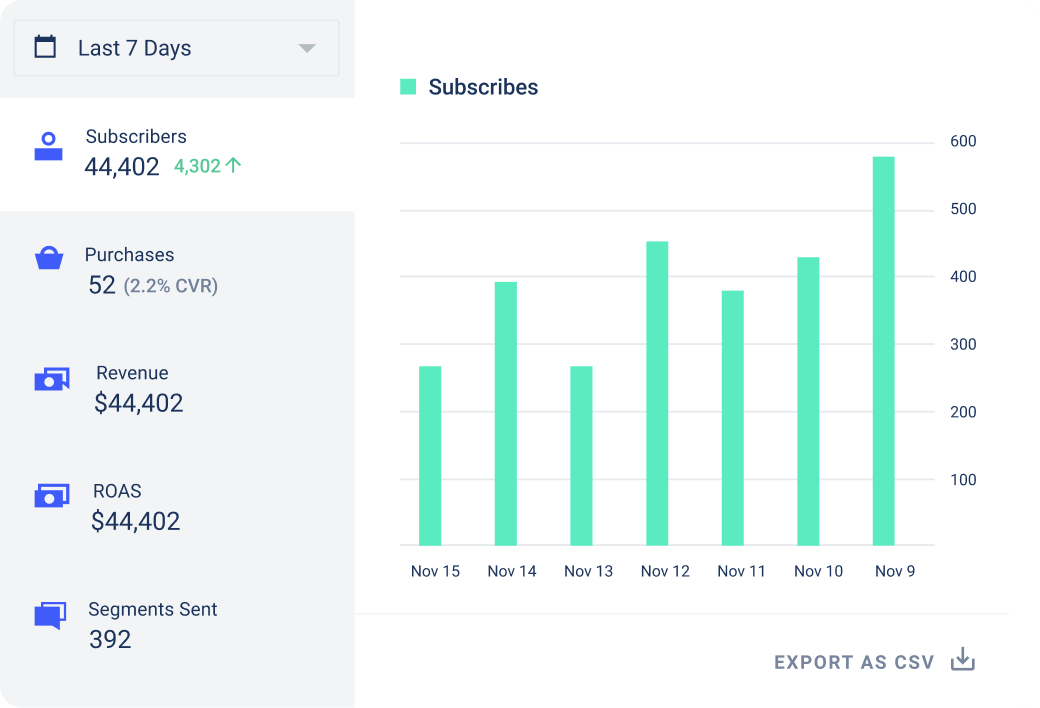 Last 7 Days
Subscribers
44,402 4,302
Purchases
52 (2.2% CVR)
Revenue
$44,402
ROAS
$44,402
Segments Sent
392
Subscribes
600
500
400
300
200
100
Nov 15 Nov 14 Nov 13 Nov 12 Nov 11 Nov 10 Nov 9
EXPORT AS CSV